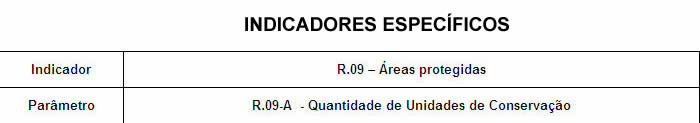 INDICADORES ESPECÍFICOS
Indicador R.09 – Áreas protegidas
Parâmetro R.09-A - Quantidade de Unidades de Conservação